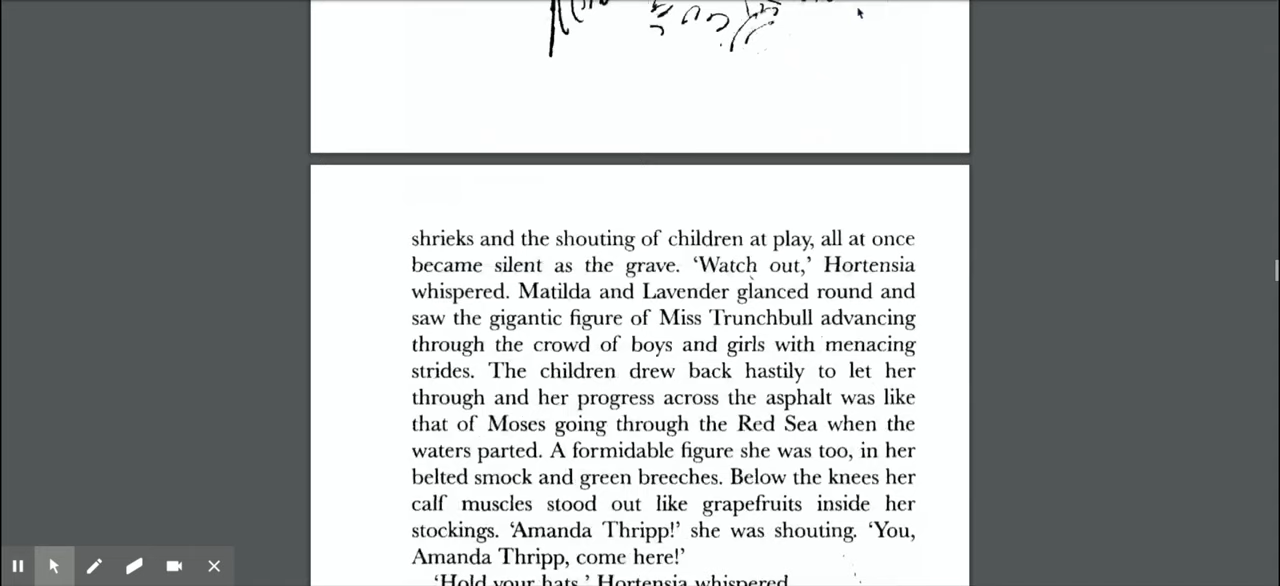 shrieks and the shouting of children at play, all at once
became silent as the grave. ‘Watch out,’ Hortensia
whispered. Matilda and Lavender glanced round and
saw the gigantic figure of Miss Trunchbull advancing
through the crowd of boys and girls with menacing
strides. The children drew back hastily to let her
through and her progress across the asphalt was like
that of Moses going through the Red Sea when the
waters parted. A formidable figure she was too, in her
belted smock and green breeches. Below the knees her
calf muscles stood out like grapefruits inside her
stockings. ‘Amanda Thripp!’ she was shouting. ‘You,
Amanda Thripp, come here!’
‘Hold your hats,’ Hortensia whispered.